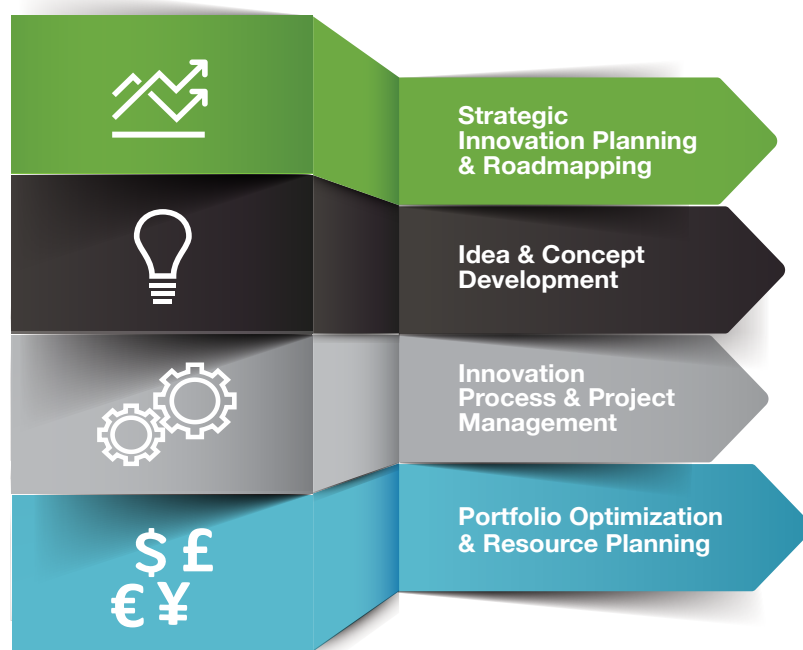 Strategic
Innovation Planning
& Roadmapping
Idea & Concept
Development
Innovation
Process & Project
Management
$ £
€ ¥
Portfolio Optimization
& Resource Planning